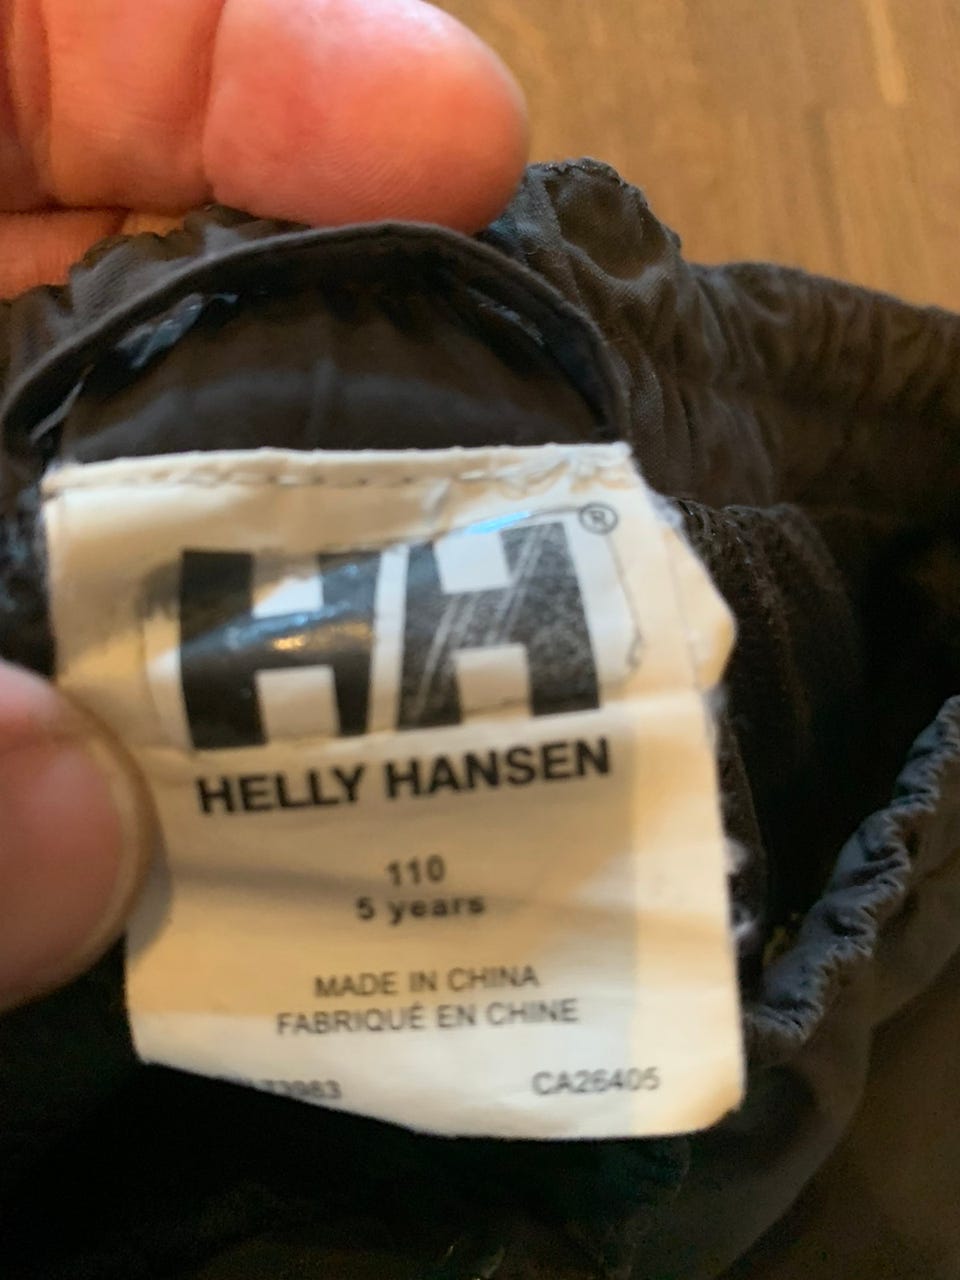 HH®
HELLY HANSEN
110
5 years
MADE IN CHINA
FABRIQUÉ EN CHINE
CA26405